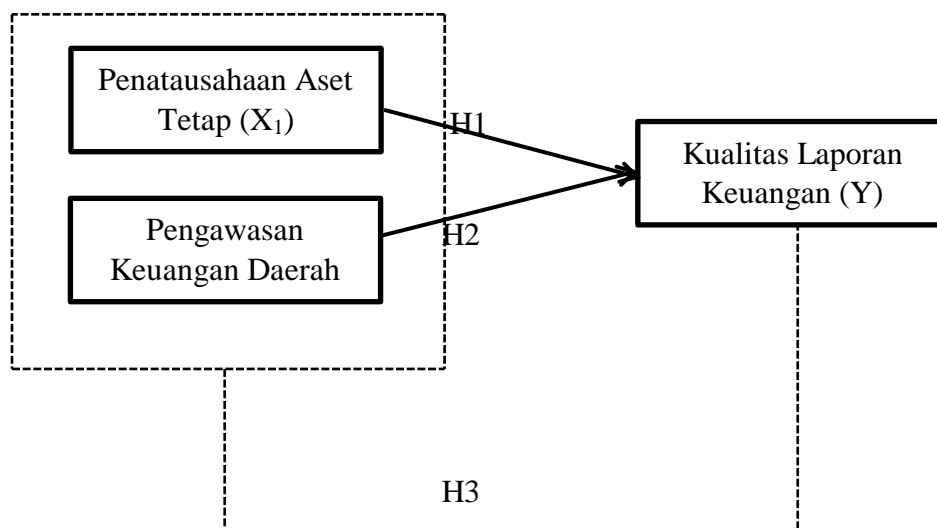 Penatausahaan Aset
Tetap (X₁)
H1
Kualitas Laporan
Keuangan (Y)
Pengawasan
Keuangan Daerah
H2
H3